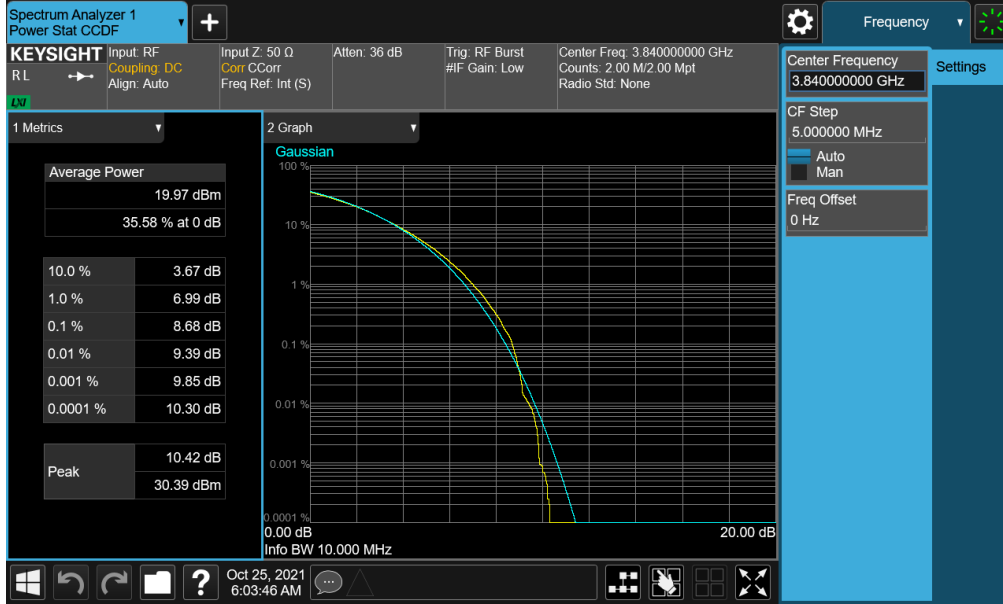 Spectrum Analyzer 1
Power Stat CCDF
Frequency
KEYSIGHT
RL
LXI
Input: RF
Coupling: DC
Align: Auto
Input Z: 50 Ω
Corr CCorr
Freq Ref: Int (S)
Atten: 36 dB
Trig: RF Burst
#IF Gain: Low
Center Freq: 3.840000000 GHz
Counts: 2.00 M/2.00 Mpt
Radio Std: None
Center Frequency
3.840000000 GHz
Settings
CF Step
5.000000 MHz
Auto
Man
Freq Offset
0 Hz
1 Metrics
Average Power
19.97 dBm
35.58 % at 0 dB
10.0 % 3.67 dB
1.0 % 6.99 dB
0.1 % 8.68 dB
0.01 % 9.39 dB
0.001 % 9.85 dB
0.0001 % 10.30 dB
Peak
10.42 dB
30.39 dBm
2 Graph
Gaussian
100 %
10 %
1 %
0.1 %
0.01 %
0.001 %
0.0001 %
0.00 dB 20.00 dB
Info BW 10.000 MHz
?
Oct 25, 2021
6:03:46 AM